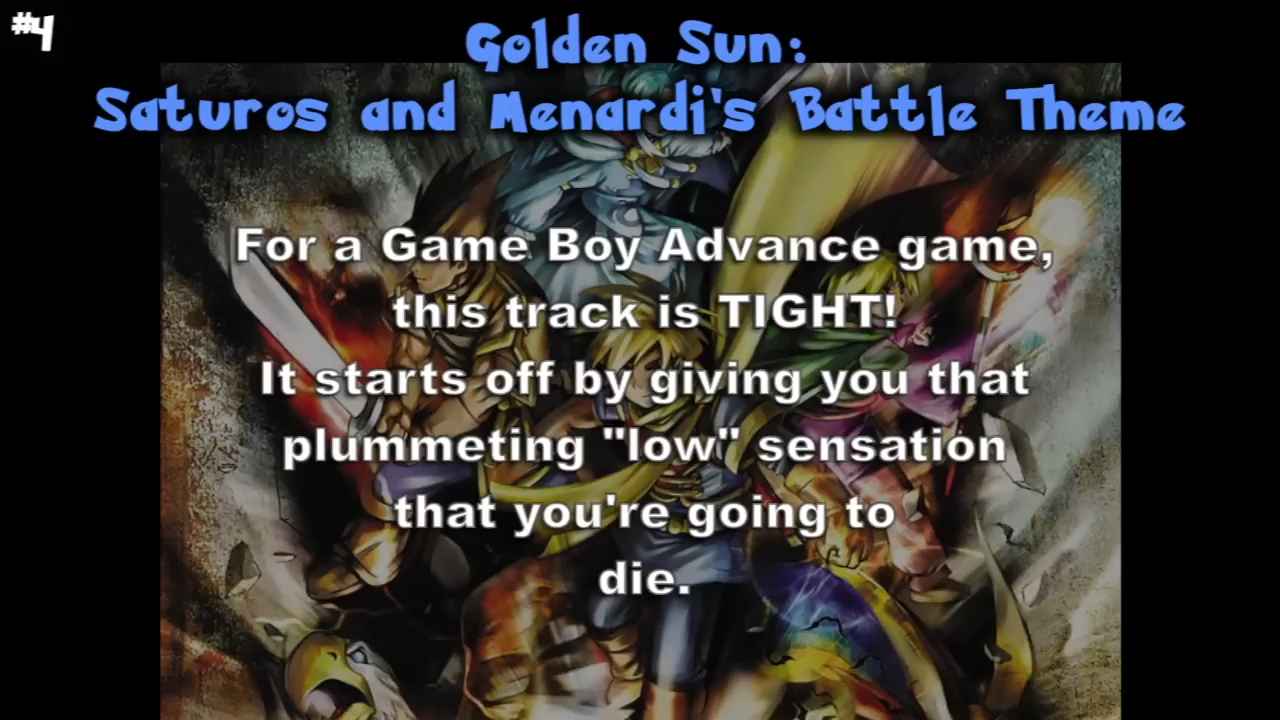 #4
Golden Sun:
Saturos and Menardi's Battle Theme
For a Game Boy Advance game,
this track is TIGHT!
It starts off by giving you that
plummeting "low" sensation
that you're going to
die.